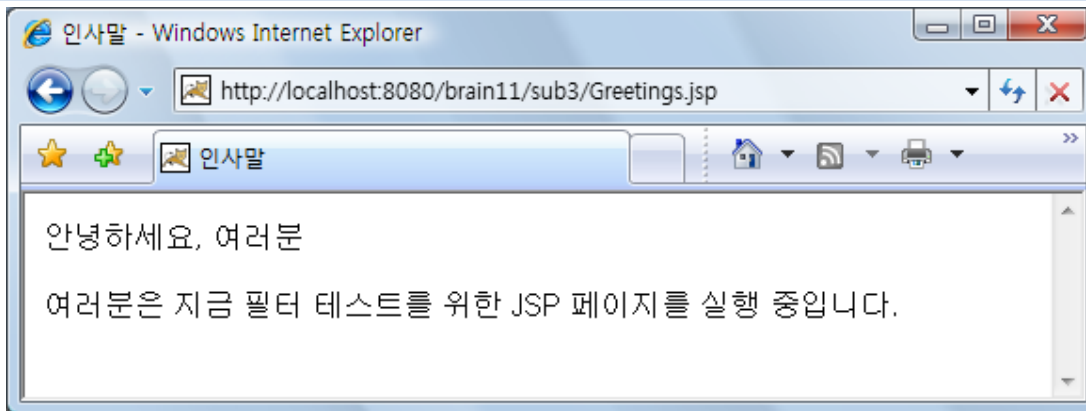 인사말 - Windows Internet Explorer
http://localhost:8080/brain11/sub3/Greetings.jsp
인사말
안녕하세요, 여러분
여러분은 지금 필터 테스트를 위한 JSP 페이지를 실행 중입니다.